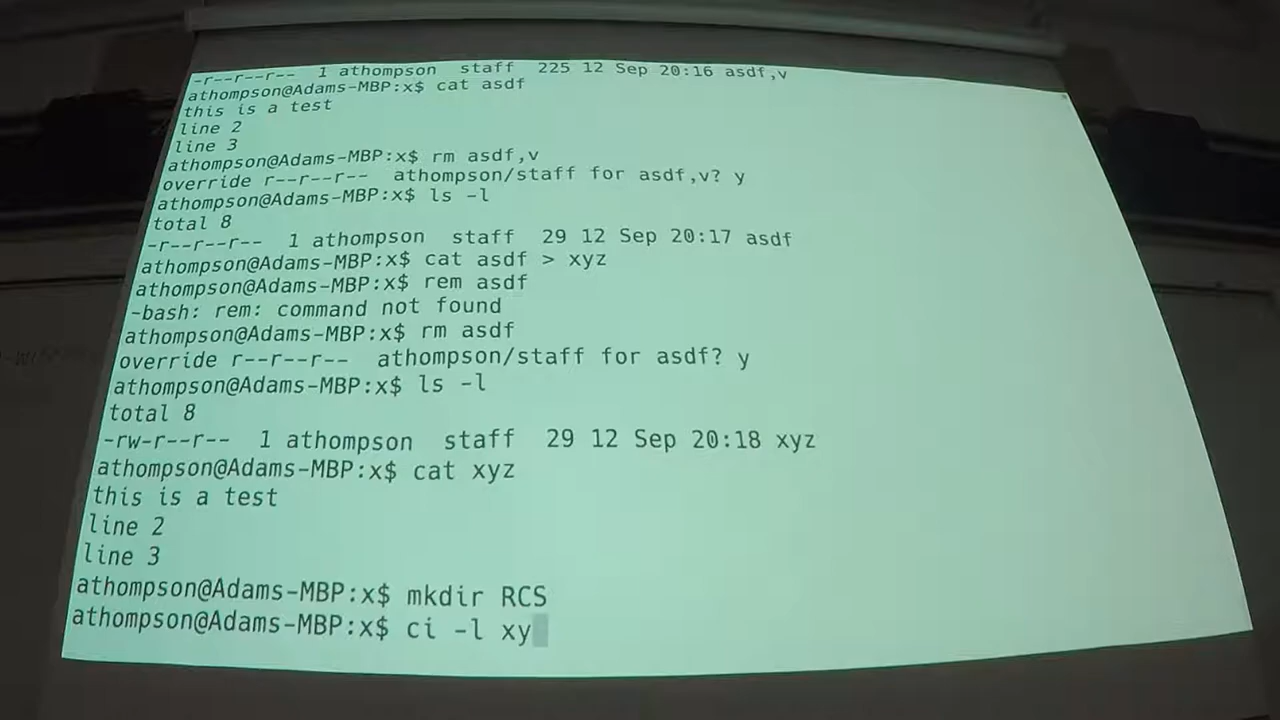 -r--r--r--  1 athompson  staff  225 12 Sep 20:16 asdf,v
athompson@Adams-MBP:x$ cat asdf
this is a test
line 2
line 3
athompson@Adams-MBP:x$ rm asdf,v
override r--r--r--  athompson/staff for asdf,v? y
athompson@Adams-MBP:x$ ls -l
total 8
-r--r--r--  1 athompson  staff  29 12 Sep 20:17 asdf
athompson@Adams-MBP:x$ cat asdf > xyz
athompson@Adams-MBP:x$ rem asdf
-bash: rem: command not found
athompson@Adams-MBP:x$ rm asdf
override r--r--r--  athompson/staff for asdf? y
athompson@Adams-MBP:x$ ls -l
total 8
-rw-r--r--  1 athompson  staff  29 12 Sep 20:18 xyz
athompson@Adams-MBP:x$ cat xyz
this is a test
line 2
line 3
athompson@Adams-MBP:x$ mkdir RCS
athompson@Adams-MBP:x$ ci -l xy